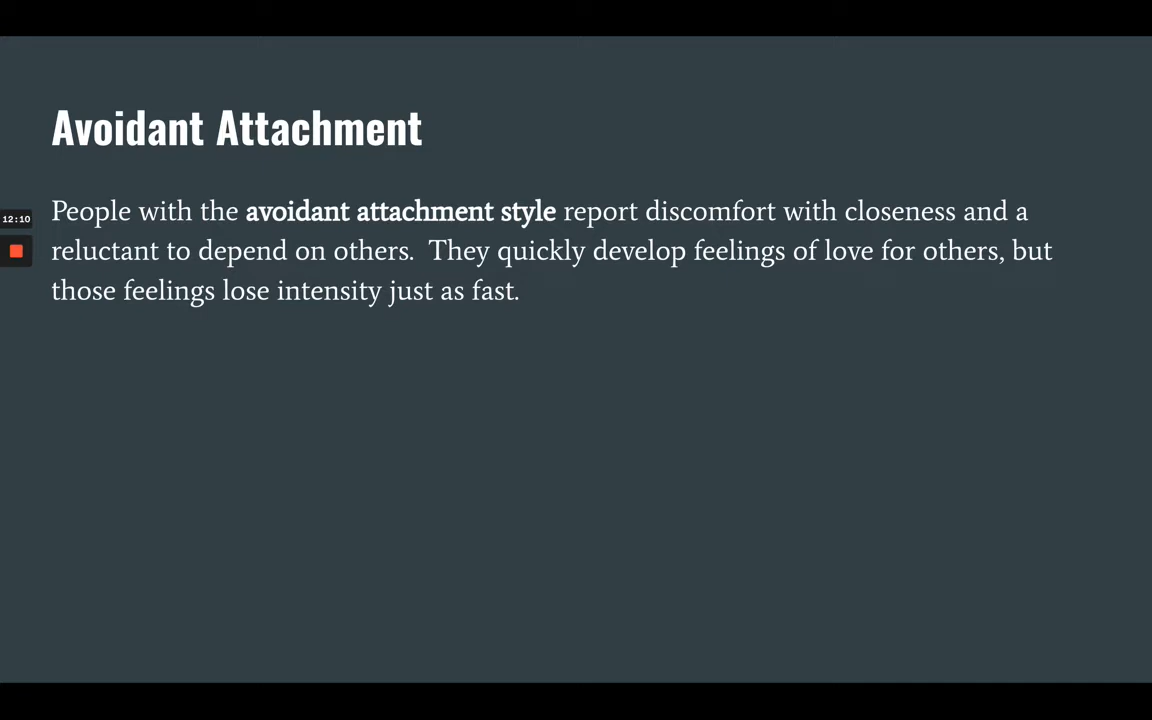 Avoidant Attachment
12:10
People with the avoidant attachment style report discomfort with closeness and a
reluctant to depend on others.  They quickly develop feelings of love for others, but
those feelings lose intensity just as fast.